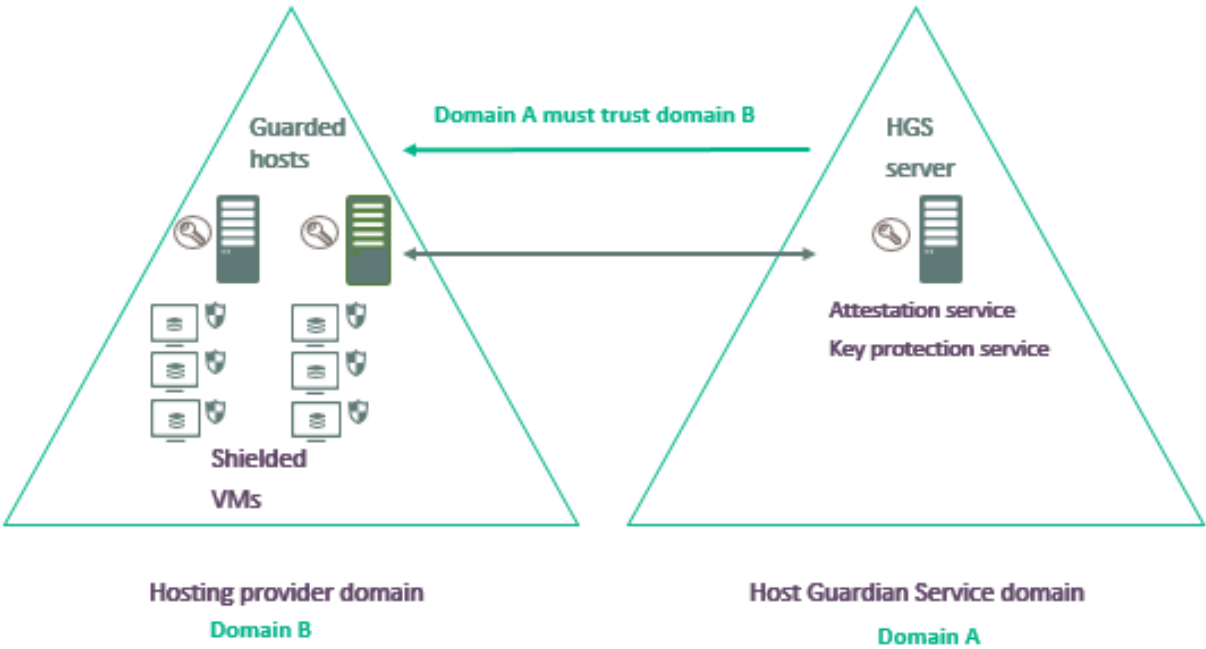 Domain A must trust domain B
Guarded
hosts
HGS
server
Attestation service
Key protection service
Shielded
VMs
Hosting provider domain
Domain B
Host Guardian Service domain
Domain A